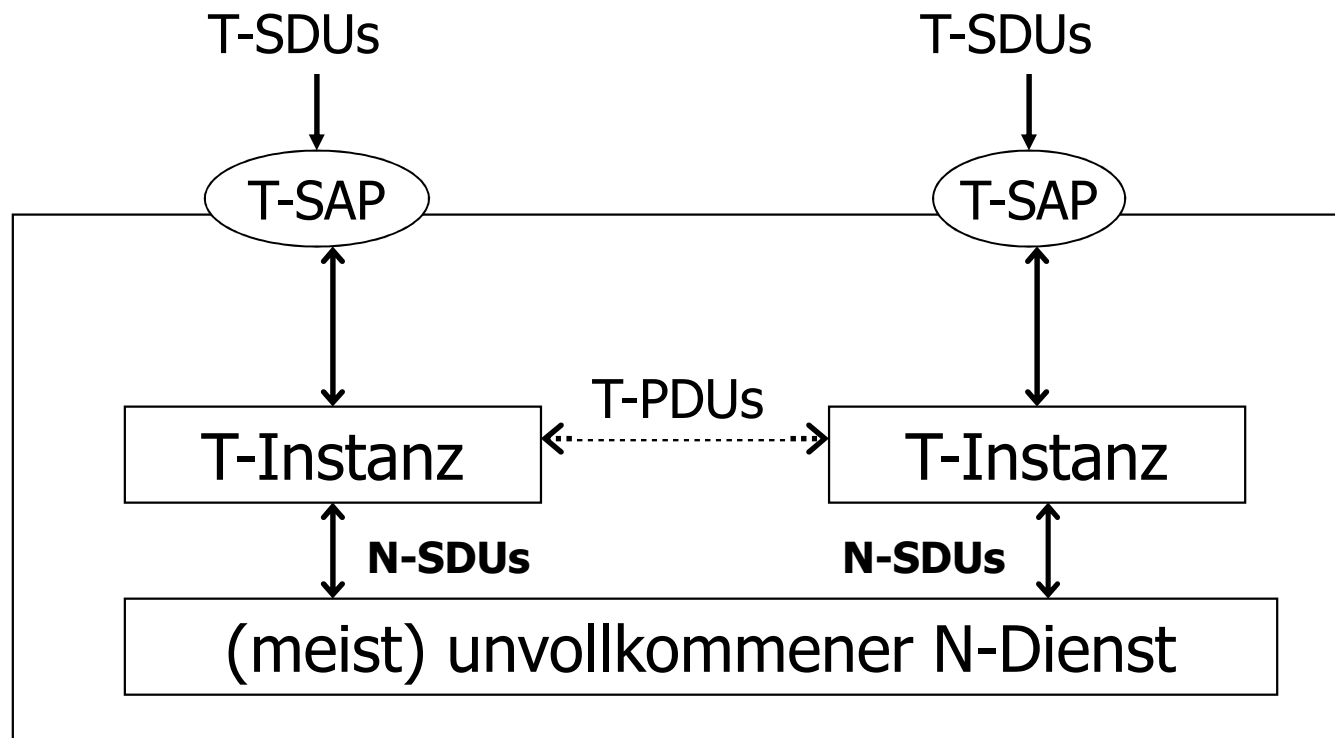 T-SDUs
T-SDUs
T-SAP
T-SAP
T-PDUs
T-Instanz
T-Instanz
N-SDUs
N-SDUs
(meist) unvollkommener N-Dienst